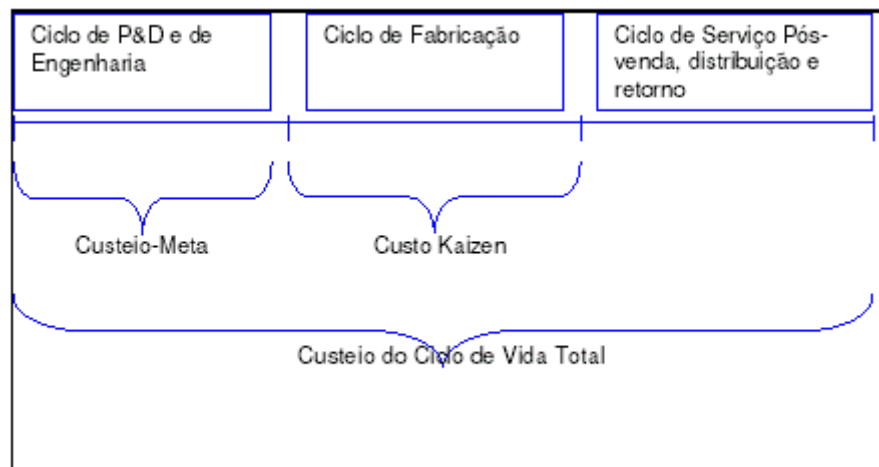 Ciclo de P&D e de
Engenharia
Ciclo de Fabricação
Ciclo de Serviço Pós-
venda, distribuição e
retorno
Custeio-Meta
Custo Kaizen
Custeio do Ciclo de Vida Total